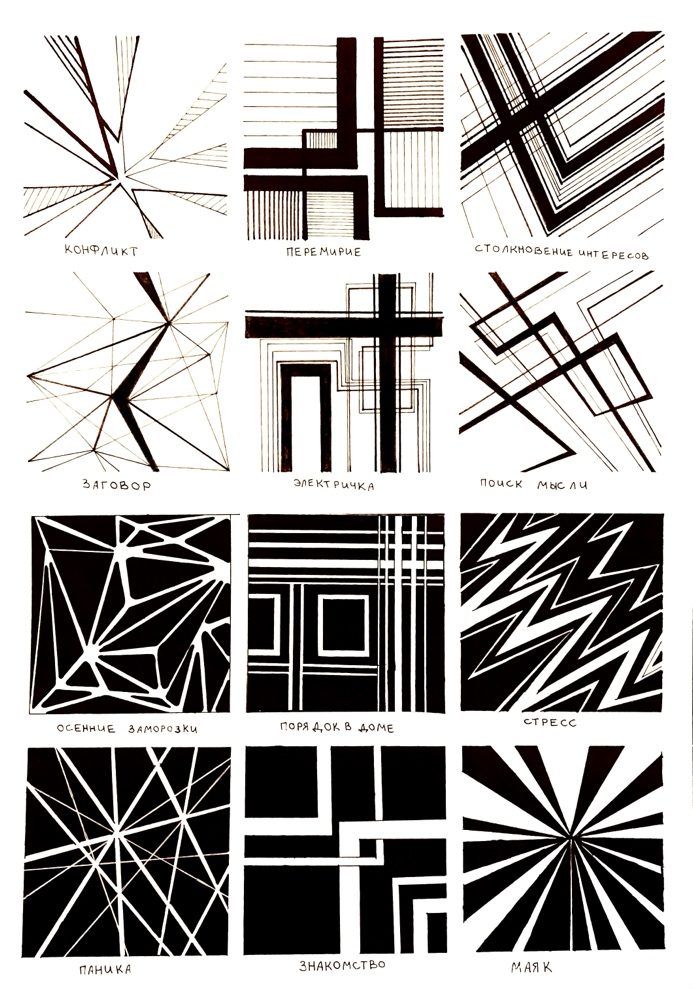 КОНФЛИКТ
ПЕРЕМИРИЕ
СТОЛКНОВЕНИЕ ИНТЕРЕСОВ
ЗАГОВОР
ЭЛЕКТРИЧКА
ПОИСК МЫСЛИ
ОСЕННИЕ ЗАМОРОЗКИ
ПОРЯДОК В ДОМЕ
СТРЕСС
ПАНИКА
ЗНАКОМСТВО
МАЯК